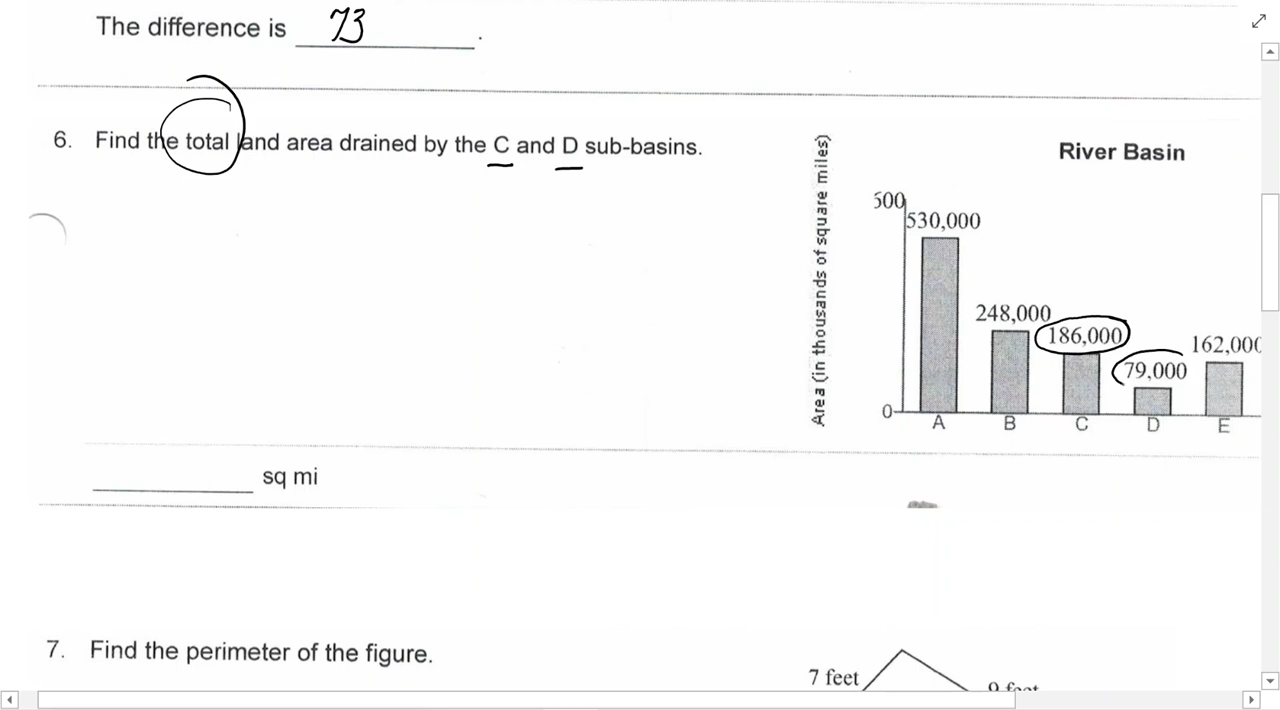 The difference is 73 .
6. Find the total land area drained by the C and D sub-basins.
River Basin
Area (in thousands of square miles)
500
530,000
248,000
186,000
79,000
162,000
0
A B C D E
sq mi
7. Find the perimeter of the figure.
7 feet